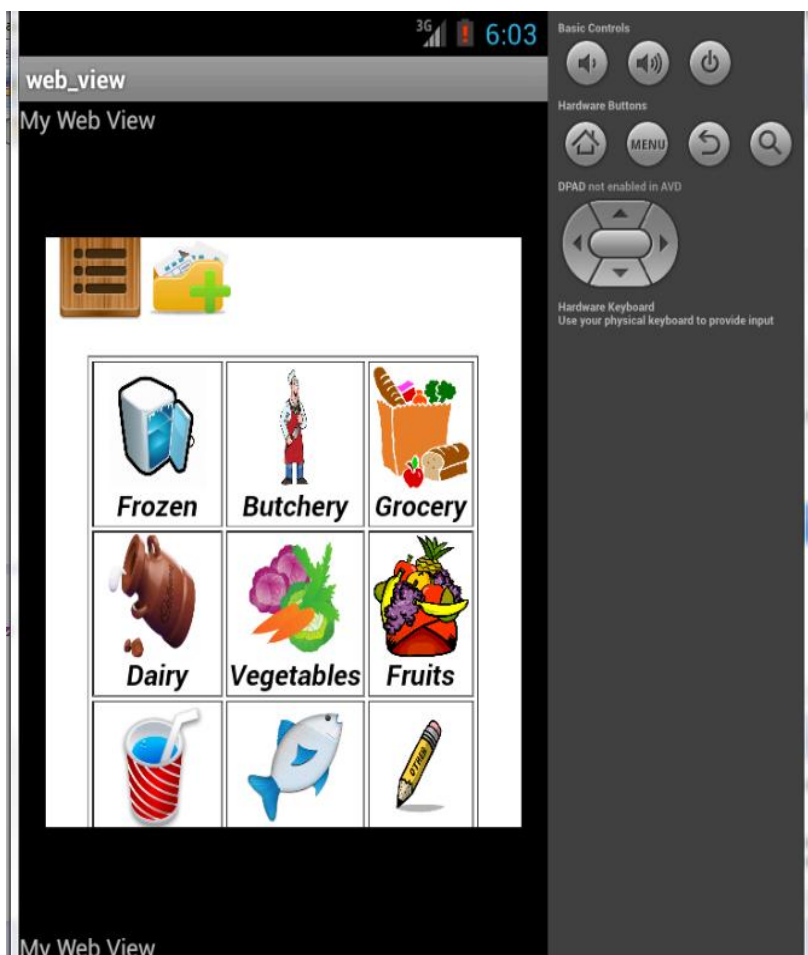 3G 6:03
web_view
My Web View
Frozen Butchery Grocery
Dairy Vegetables Fruits
OTHER
My Web View
Basic Controls
Hardware Buttons
MENU
DPAD not enabled in AVD
Hardware Keyboard
Use your physical keyboard to provide input